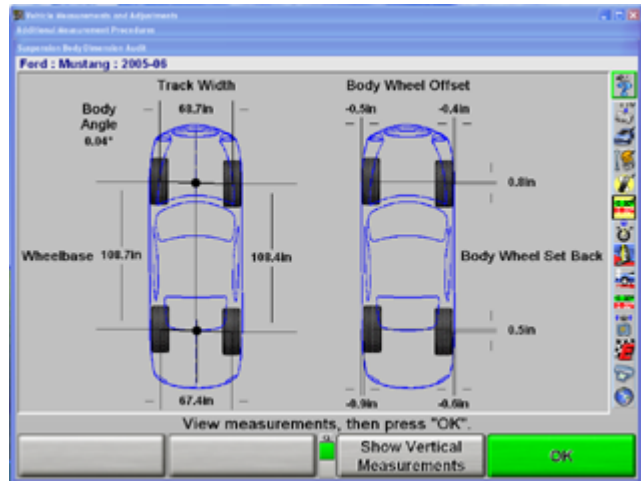 Vehicle Measurements and Adjustments
Additional Measurement Procedures
Suspension Body Dimension Audit
Ford : Mustang : 2005-06
Track Width
Body Wheel Offset
Body
Angle
0.04°
68.7in
-0.5in
-0.4in
0.8in
Wheelbase
108.7in
108.4in
Body Wheel Set Back
0.5in
67.4in
-0.9in
-0.6in
View measurements, then press "OK".
Show Vertical
Measurements
OK